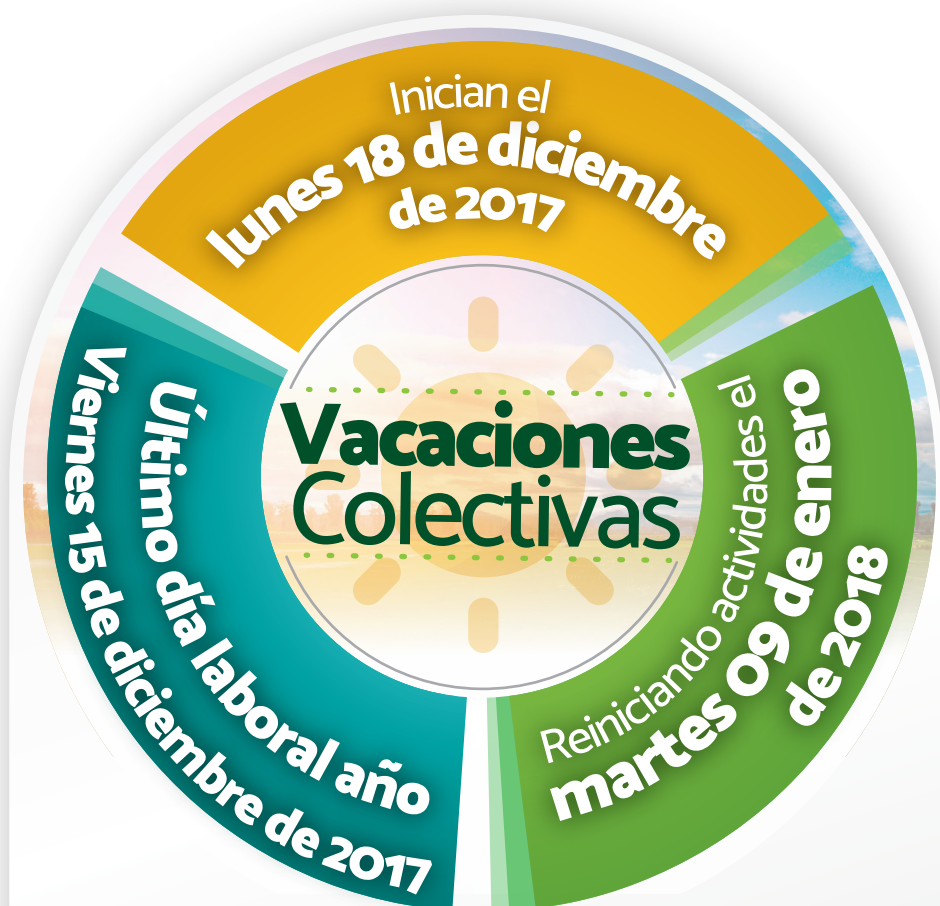 Inician el
lunes 18 de diciembre
de 2017
Vacaciones
Colectivas
Último día laboral año
Viernes 15 de diciembre de 2017
Reiniciando actividades el
martes 09 de enero
de 2018